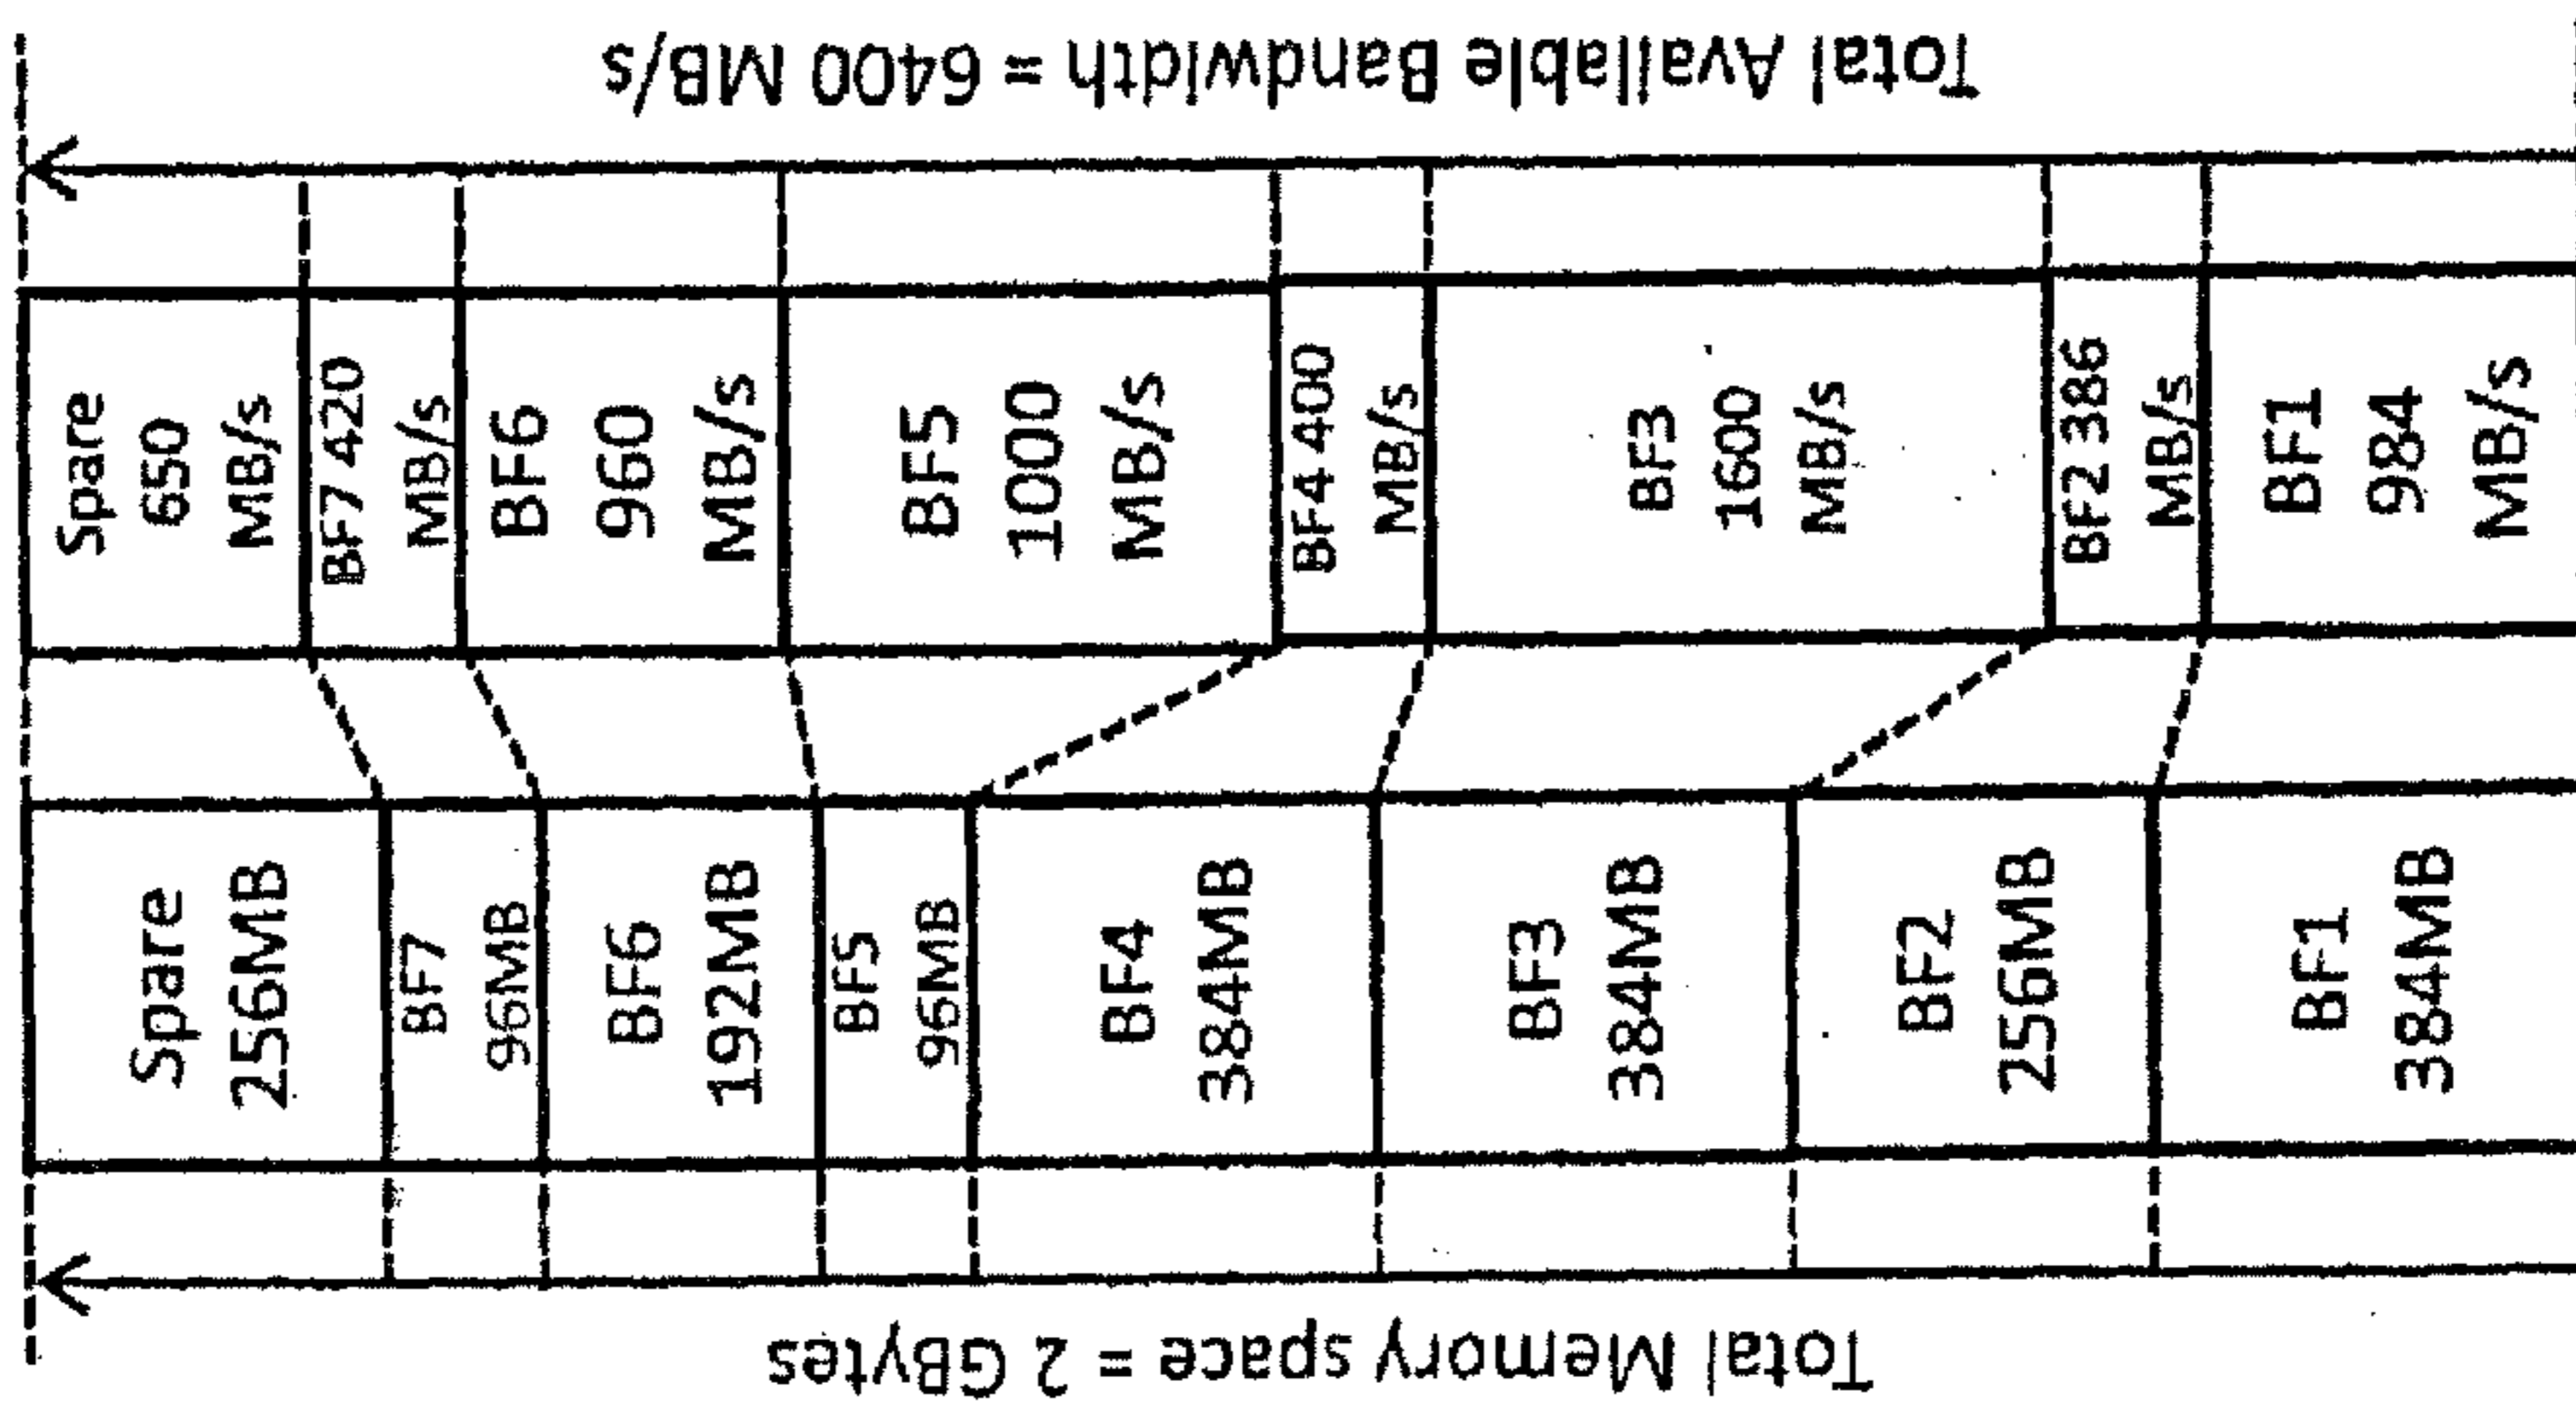 Total Available Bandwidth = 6400 MB/s
Spare
650
MB/s
BF7 420
MB/s
BF6
960
MB/s
BF5
1000
MB/s
BF4 400
MB/s
BF3
1600
MB/s
BF2 386
MB/s
BF1
984
MB/s
Spare
256MB
BF7
96MB
BF6
192MB
BF5
96MB
BF4
384MB
BF3
384MB
BF2
256MB
BF1
384MB
Total Memory space = 2 GBytes